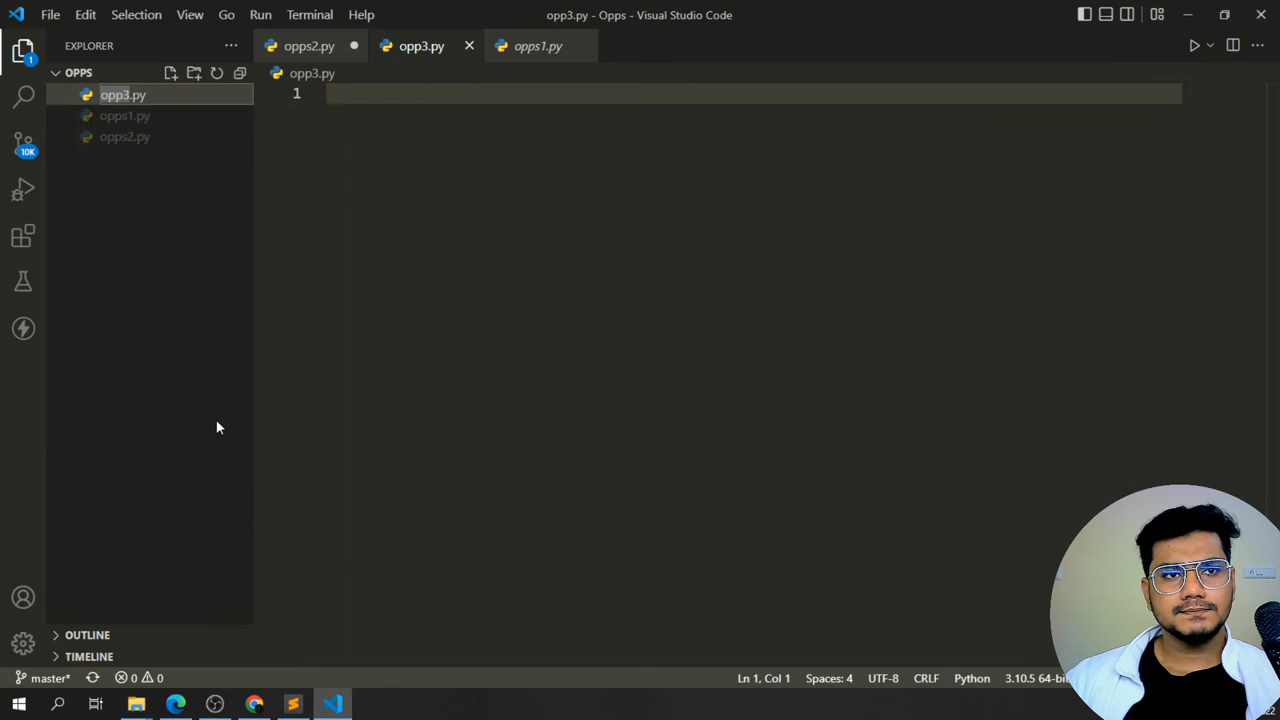 File Edit Selection View Go Run Terminal Help
opp3.py - Opps - Visual Studio Code
EXPLORER
opps2.py
opp3.py
opps1.py
1
OPPS
opp3.py
1
opp3.py
opps1.py
opps2.py
10K
OUTLINE
TIMELINE
master*
0 0
Ln 1, Col 1
Spaces: 4
UTF-8
CRLF
Python
3.10.5 64-bi